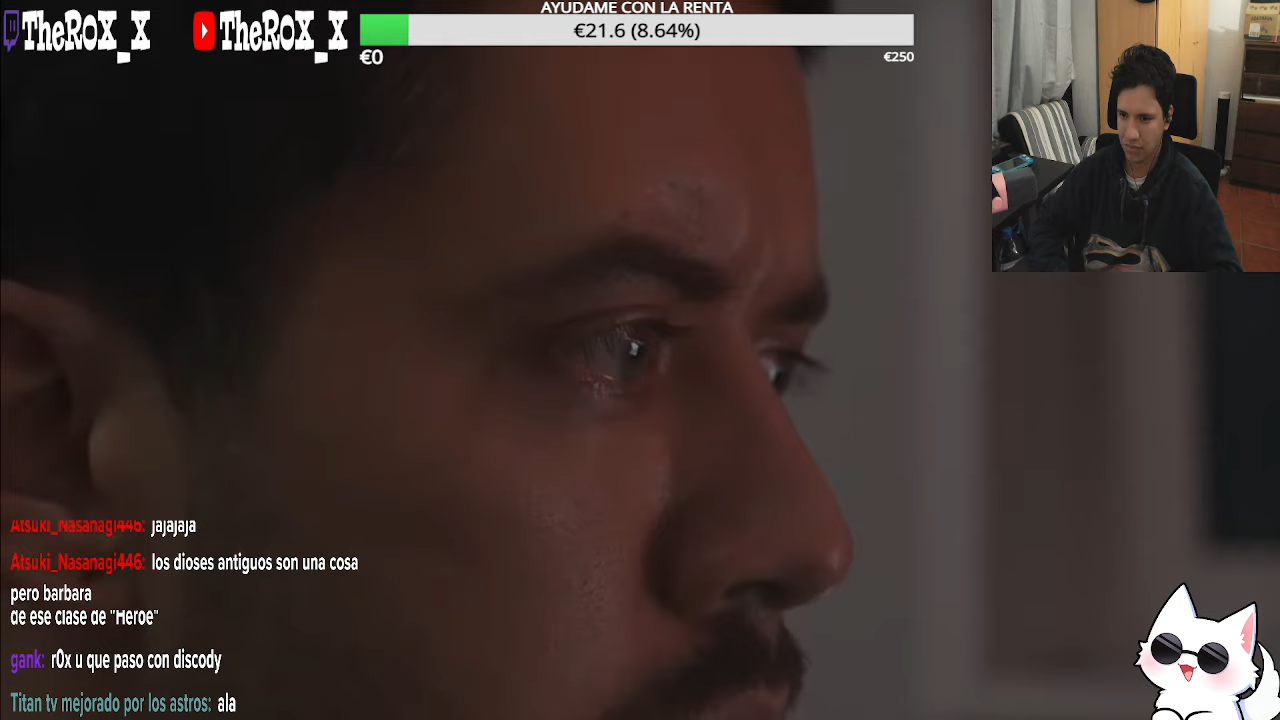 TheR0X_X TheR0X_X
AYUDAME CON LA RENTA
€21.6 (8.64%)
€0 €250
Atsuki_Nasanagi446: jajajaja
Atsuki_Nasanagi446: los dioses antiguos son una cosa
pero barbara
de ese clase de "Heroe"
gank: r0x u que paso con discody
Titan tv mejorado por los astros: ala